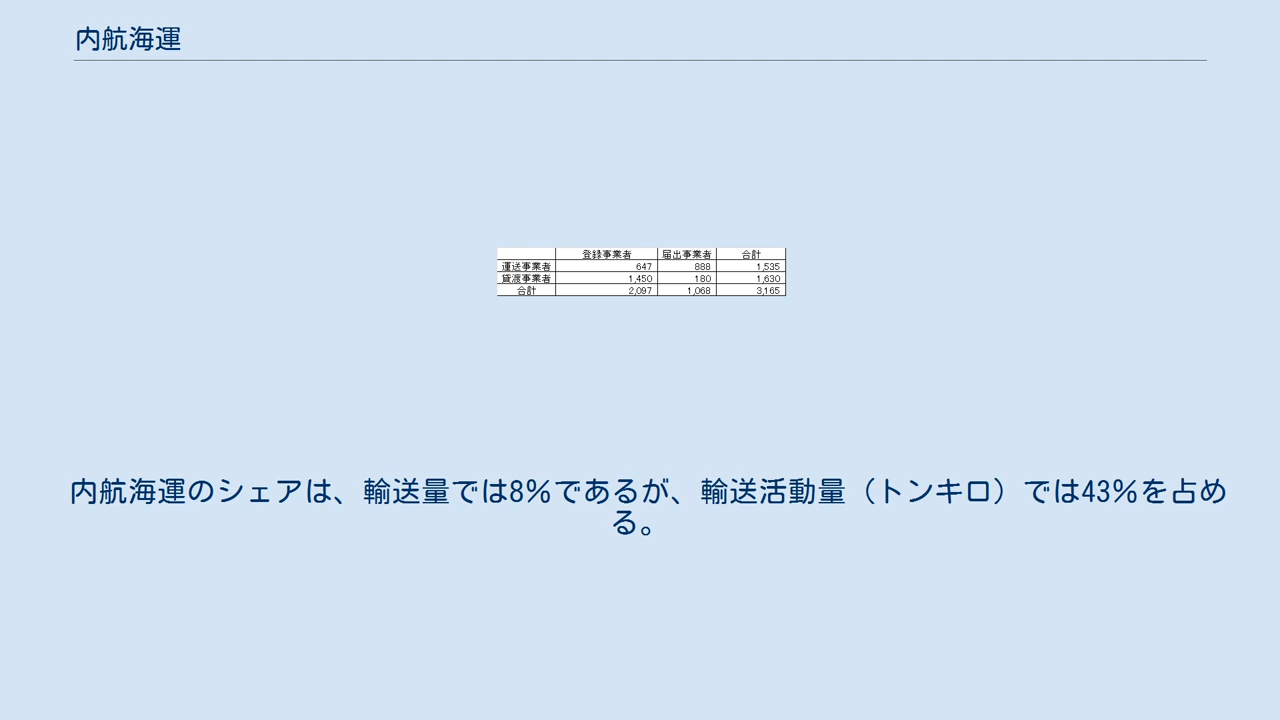 内航海運
登録事業者 届出事業者 合計
運送事業者 647 888 1,535
貸渡事業者 1,450 180 1,630
合計 2,097 1,068 3,165
内航海運のシェアは、輸送量では8%であるが、輸送活動量（トンキロ）では43%を占め
る。